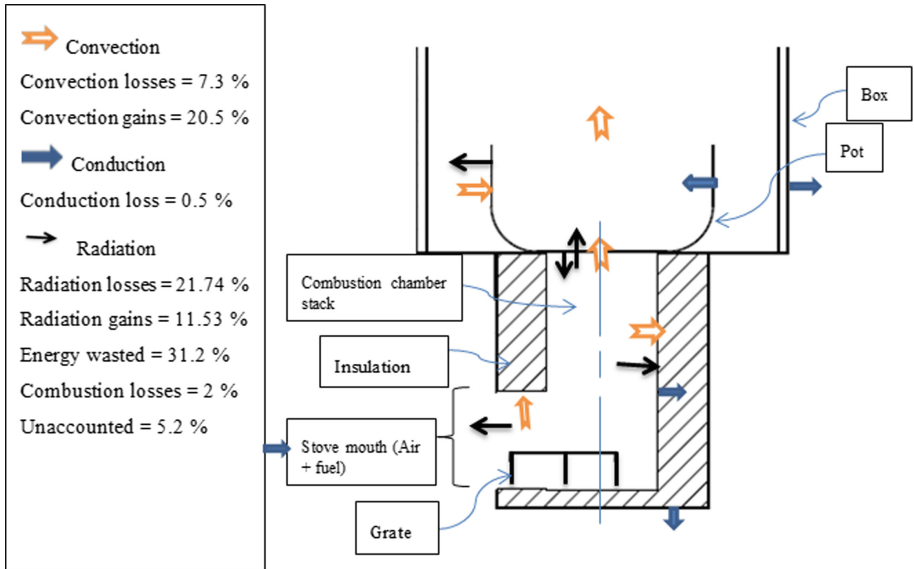 Convection
Convection losses = 7.3 %
Convection gains = 20.5 %
Conduction
Conduction loss = 0.5 %
Radiation
Radiation losses = 21.74 %
Radiation gains = 11.53 %
Energy wasted = 31.2 %
Combustion losses = 2 %
Unaccounted = 5.2 %
Box
Pot
Combustion chamber
stack
Insulation
Stove mouth (Air
+ fuel)
Grate